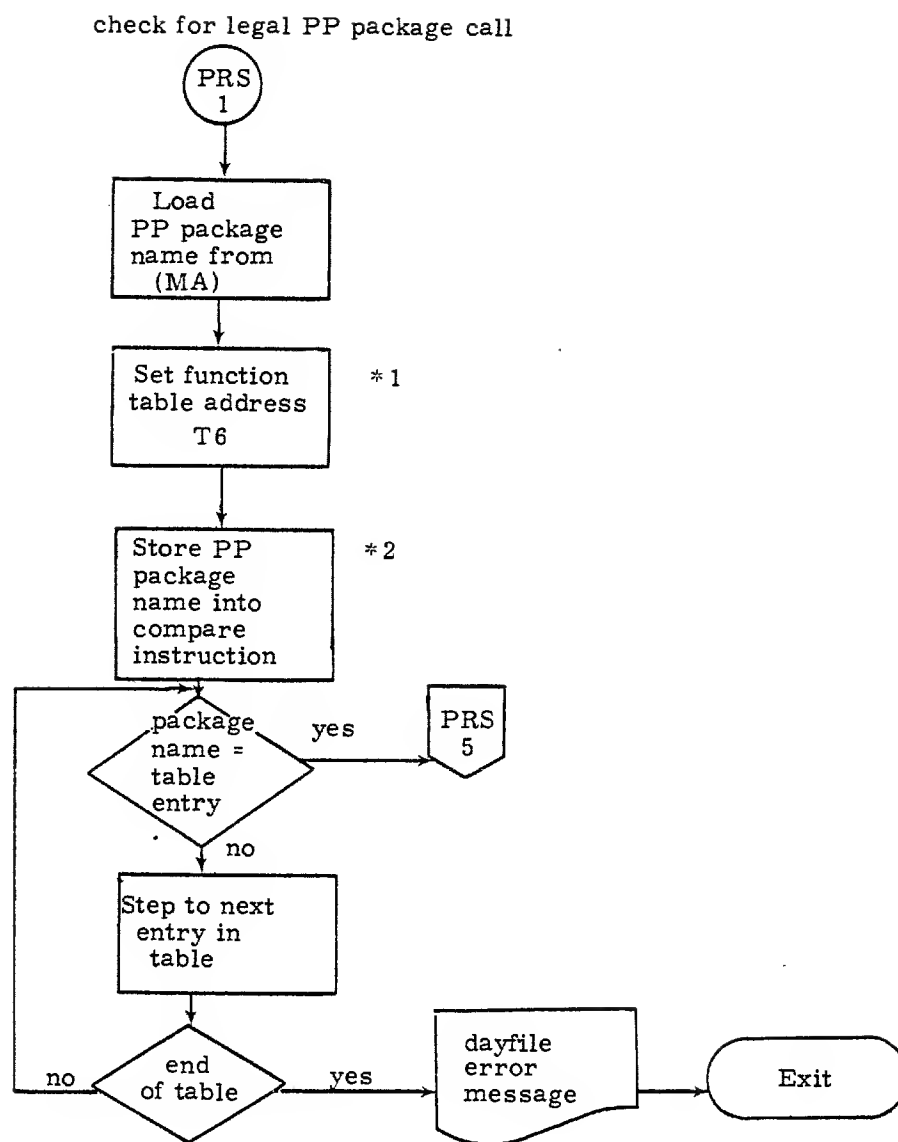 check for legal PP package call
PRS
1
Load
PP package
name from
(MA)
Set function
table address
T6
*1
Store PP
package
name into
compare
instruction
*2
package
name =
table
entry
yes
PRS
5
no
Step to next
entry in
table
end
of table
no
yes
dayfile
error
message
Exit